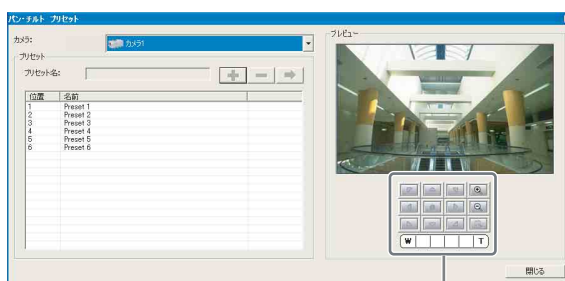 パン・チルト プリセット
カメラ:
カメラ1
プリセット
プリセット名:
位置 名前
1 Preset 1
2 Preset 2
3 Preset 3
4 Preset 4
5 Preset 5
6 Preset 6
プレビュー
W T
閉じる